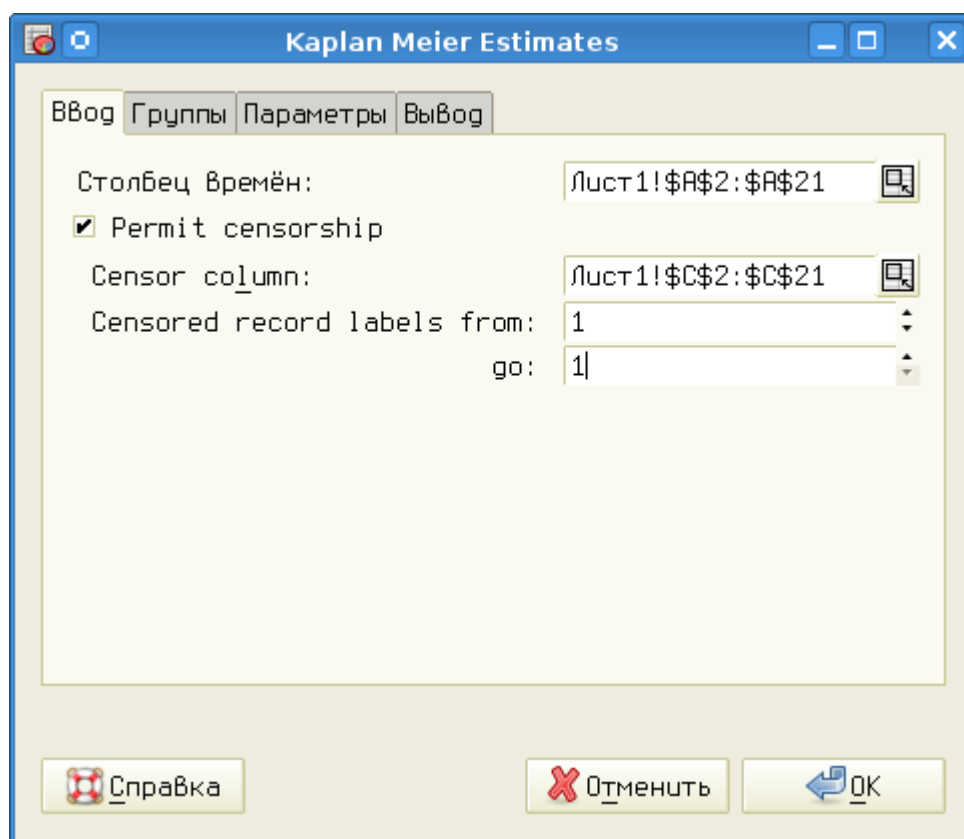 Kaplan Meier Estimates
Ввод Группы Параметры Вывод
Столбец времён: Лист1!$A$2:$A$21
Permit censorship
Censor column: Лист1!$C$2:$C$21
Censored record labels from: 1
go: 1
Справка Отменить OK